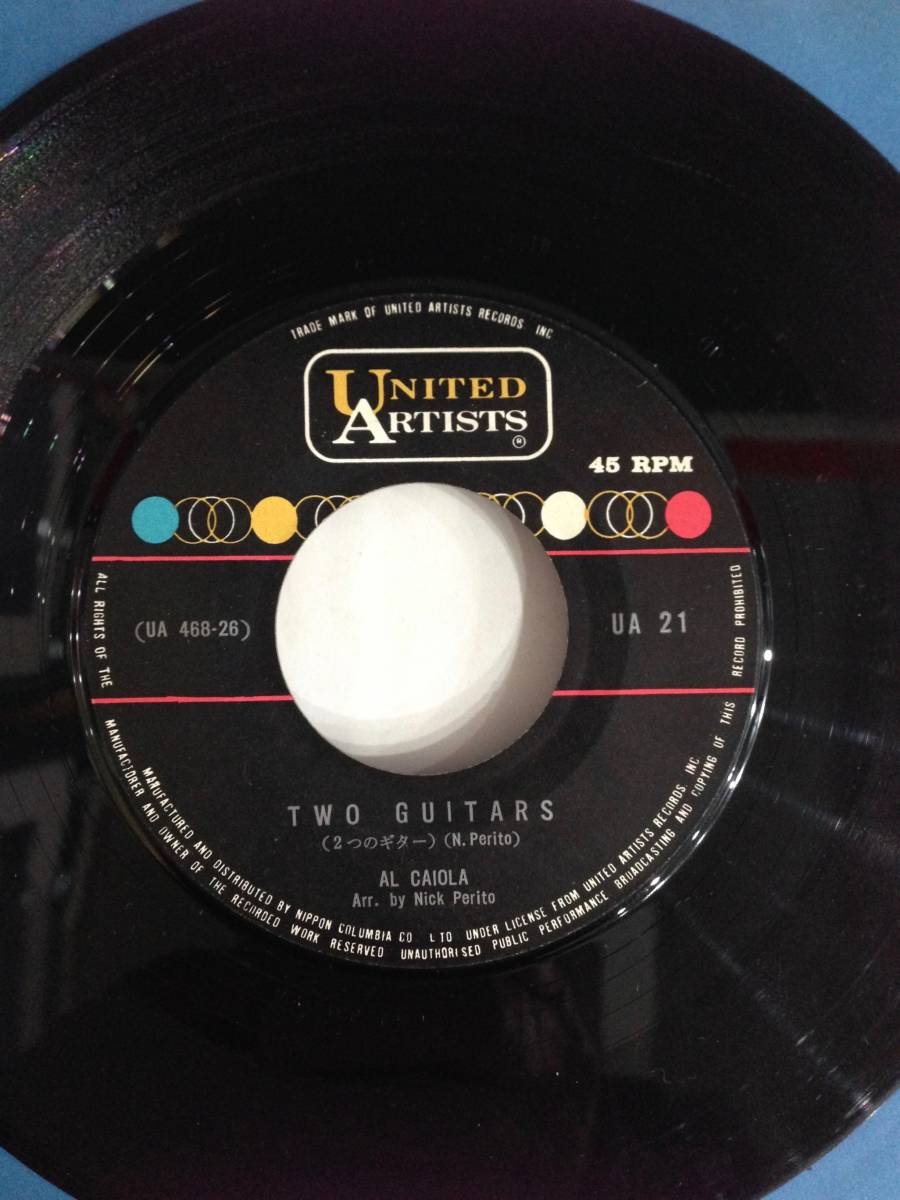 TRADE MARK OF UNITED ARTISTS RECORDS, INC
UNITED
ARTISTS
®
45 RPM
(UA 468-26)
UA 21
TWO GUITARS
(2つのギター) (N. Perito)
AL CAIOLA
Arr. by Nick Perito
MANUFACTURED AND DISTRIBUTED BY NIPPON COLUMBIA CO LTD UNDER LICENSE FROM UNITED ARTISTS RECORDS, INC
ALL RIGHTS OF THE MANUFACTORER AND OWNER OF THE RECORDED WORK RESERVED UNAUTHORISED PUBLIC PERFORMANCE BROADCASTING AND COPYING OF THIS RECORD PROHIBITED